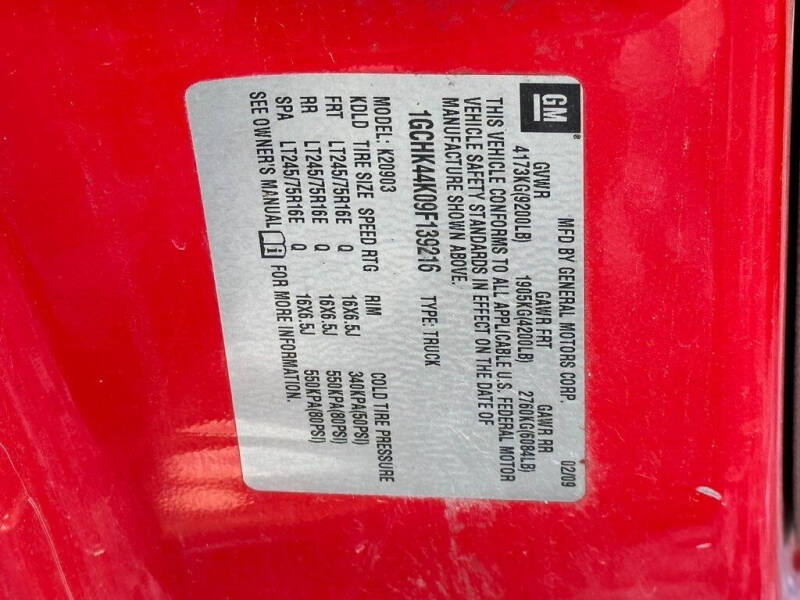 GM®
MFD BY GENERAL MOTORS CORP. 02/09
GVWR GAWR FRT GAWR RR
4173KG(9200LB) 1905KG(4200LB) 2760KG(6084LB)
THIS VEHICLE CONFORMS TO ALL APPLICABLE U.S. FEDERAL MOTOR
VEHICLE SAFETY STANDARDS IN EFFECT ON THE DATE OF
MANUFACTURE SHOWN ABOVE.
1GCHK44K09F139216 TYPE: TRUCK
MODEL: K20903
KDLD TIRE SIZE SPEED RTG RIM COLD TIRE PRESSURE
FRT LT245/75R16E Q 16X6.5J 340KPA(50PSI)
RR LT245/75R16E Q 16X6.5J 550KPA(80PSI)
SPA LT245/75R16E Q 16X6.5J 550KPA(80PSI)
SEE OWNER'S MANUAL FOR MORE INFORMATION.